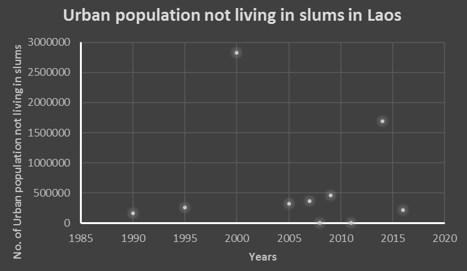 Urban population not living in slums in Laos
No. of Urban population not living in slums
3000000
2500000
2000000
1500000
1000000
500000
0
1985 1990 1995 2000 2005 2010 2015 2020
Years